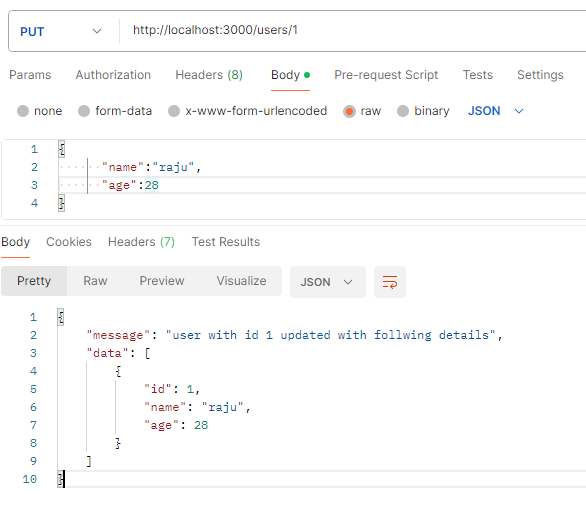 PUT http://localhost:3000/users/1
Params Authorization Headers (8) Body Pre-request Script Tests Settings
none form-data x-www-form-urlencoded raw binary JSON
1 {
2 "name":"raju",
3 "age":28
4 }
Body Cookies Headers (7) Test Results
Pretty Raw Preview Visualize JSON
1 {
2 "message": "user with id 1 updated with follwing details",
3 "data": [
4 {
5 "id": 1,
6 "name": "raju",
7 "age": 28
8 }
9 ]
10 }